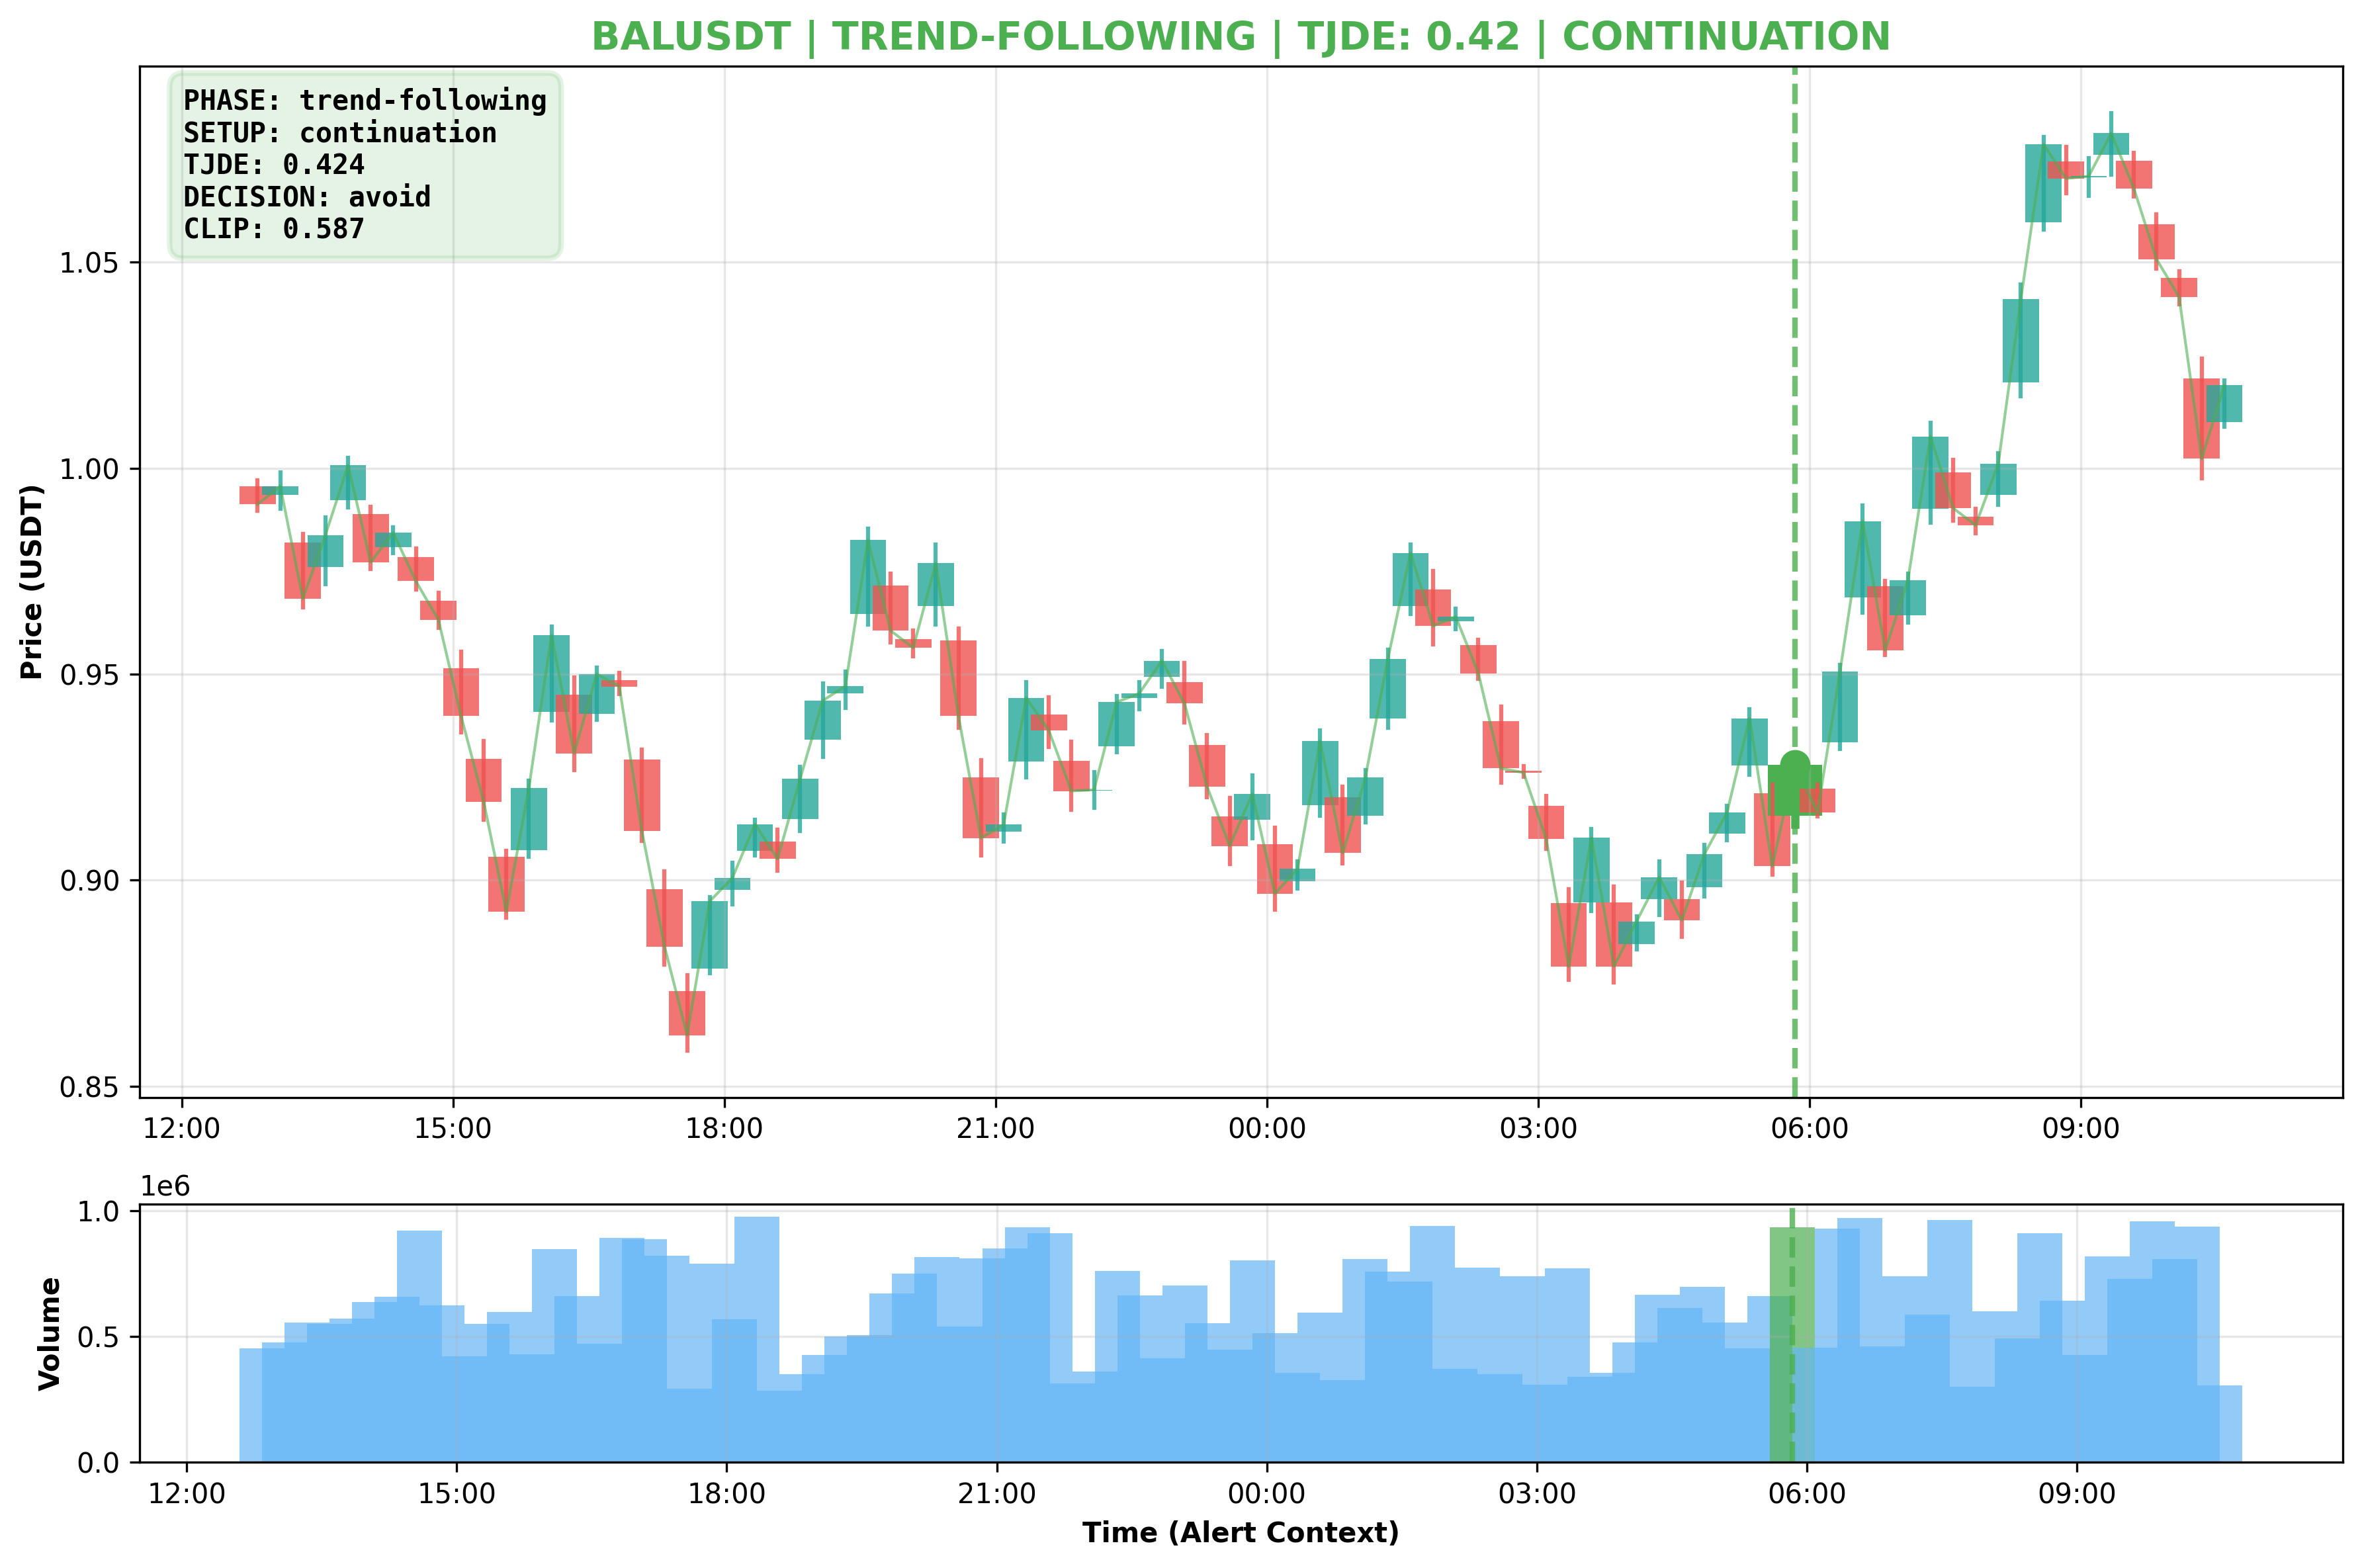 BALUSDT | TREND-FOLLOWING | TJDE: 0.42 | CONTINUATION
PHASE: trend-following
SETUP: continuation
TJDE: 0.424
DECISION: avoid
CLIP: 0.587
Price (USDT)
1.05
1.00
0.95
0.90
0.85
12:00 15:00 18:00 21:00 00:00 03:00 06:00 09:00
1e6
Volume
1.0
0.5
0.0
12:00 15:00 18:00 21:00 00:00 03:00 06:00 09:00
Time (Alert Context)